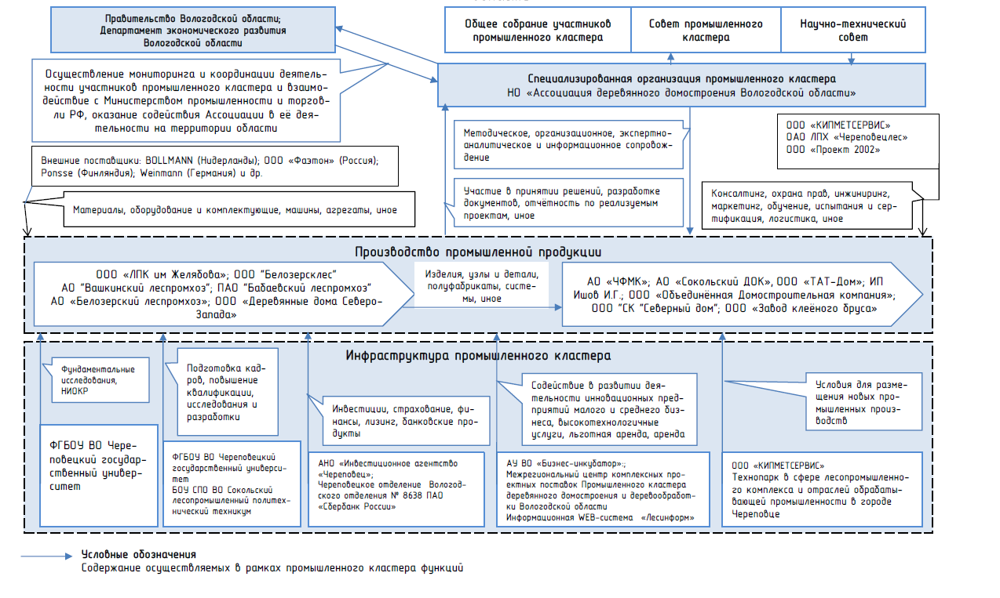 Правительство Вологодской области;
Департамент экономического развития
Вологодской области
Общее собрание участников
промышленного кластера
Совет промышленного
кластера
Научно-технический
совет
Осуществление мониторинга и координации деятель-
ности участников промышленного кластера и взаимо-
действие с Министерством промышленности и торгов-
ли РФ, оказание содействия Ассоциации в её дея-
тельности на территории области
Специализированная организация промышленного кластера
НО «Ассоциация деревянного домостроения Вологодской области»
Методическое, организационное, экспертно-
аналитическое и информационное сопровож-
дение
ООО «КИПМЕТСЕРВИС»
ОАО ЛПХ «Череповецлес»
ООО «Проект 2002»
Внешние поставщики: BOLLMANN (Нидерланды); ООО «Фаэтон» (Россия);
Ponsse (Финляндия); Weinmann (Германия) и др.
Участие в принятии решений, разработке
документов, отчётность по реализуемым
проектам, иное
Консалтинг, охрана прав, инжиниринг,
маркетинг, обучение, испытания и сер-
тификация, логистика, иное
Материалы, оборудование и комплектующие, машины, агрегаты, иное
Производство промышленной продукции
ООО «ЛПК им Желябова»; ООО "Белозерсклес"
АО "Вашкинский леспромхоз"; ПАО "Бабаевский леспромхоз"
АО «Белозерский леспромхоз»; ООО «Деревянные дома Северо-
Запада»
Изделия, узлы и детали,
полуфабрикаты, систе-
мы, иное
АО «ЧФМК»; АО «Сокольский ДОК», ООО «ТАТ-Дом»; ИП
Ишов И.Г.; ООО «Объединённая Домостроительная компания»;
ООО "СК "Северный дом"; ООО «Завод клеёного бруса»
Инфраструктура промышленного кластера
Фундаментальные
исследования,
НИОКР
Подготовка кад-
ров, повышение
квалификации,
исследования и
разработки
Инвестиции, страхование, фи-
нансы, лизинг, банковские про-
дукты
Содействие в развитии дея-
тельности инновационных пред-
приятий малого и среднего биз-
неса, высокотехнологичные
услуги, льготная аренда, аренда
Условия для разме-
щения новых про-
мышленных произ-
водств
ФГБОУ ВО Чере-
повецкий государ-
ственный универ-
ситет
ФГБОУ ВО Череповецкий
государственный универси-
тет
БОУ СПО ВО Сокольский
лесопромышленный политех-
нический техникум
АНО «Инвестиционное агентство
«Череповец»;
Череповецкое отделение Вологод-
ского отделения № 8638 ПАО
«Сбербанк России»
АУ ВО «Бизнес-инкубатор»:;
Межрегиональный центр комплексных про-
ектных поставок Промышленного кластера
деревянного домостроения и деревообработ-
ки Вологодской области
Информационная WEB-система «Лесинформ»
ООО «КИПМЕТСЕРВИС»
Технопарк в сфере лесопромышленно-
го комплекса и отраслей обрабаты-
вающей промышленности в городе
Череповце
Условные обозначения
Содержание осуществляемых в рамках промышленного кластера функций